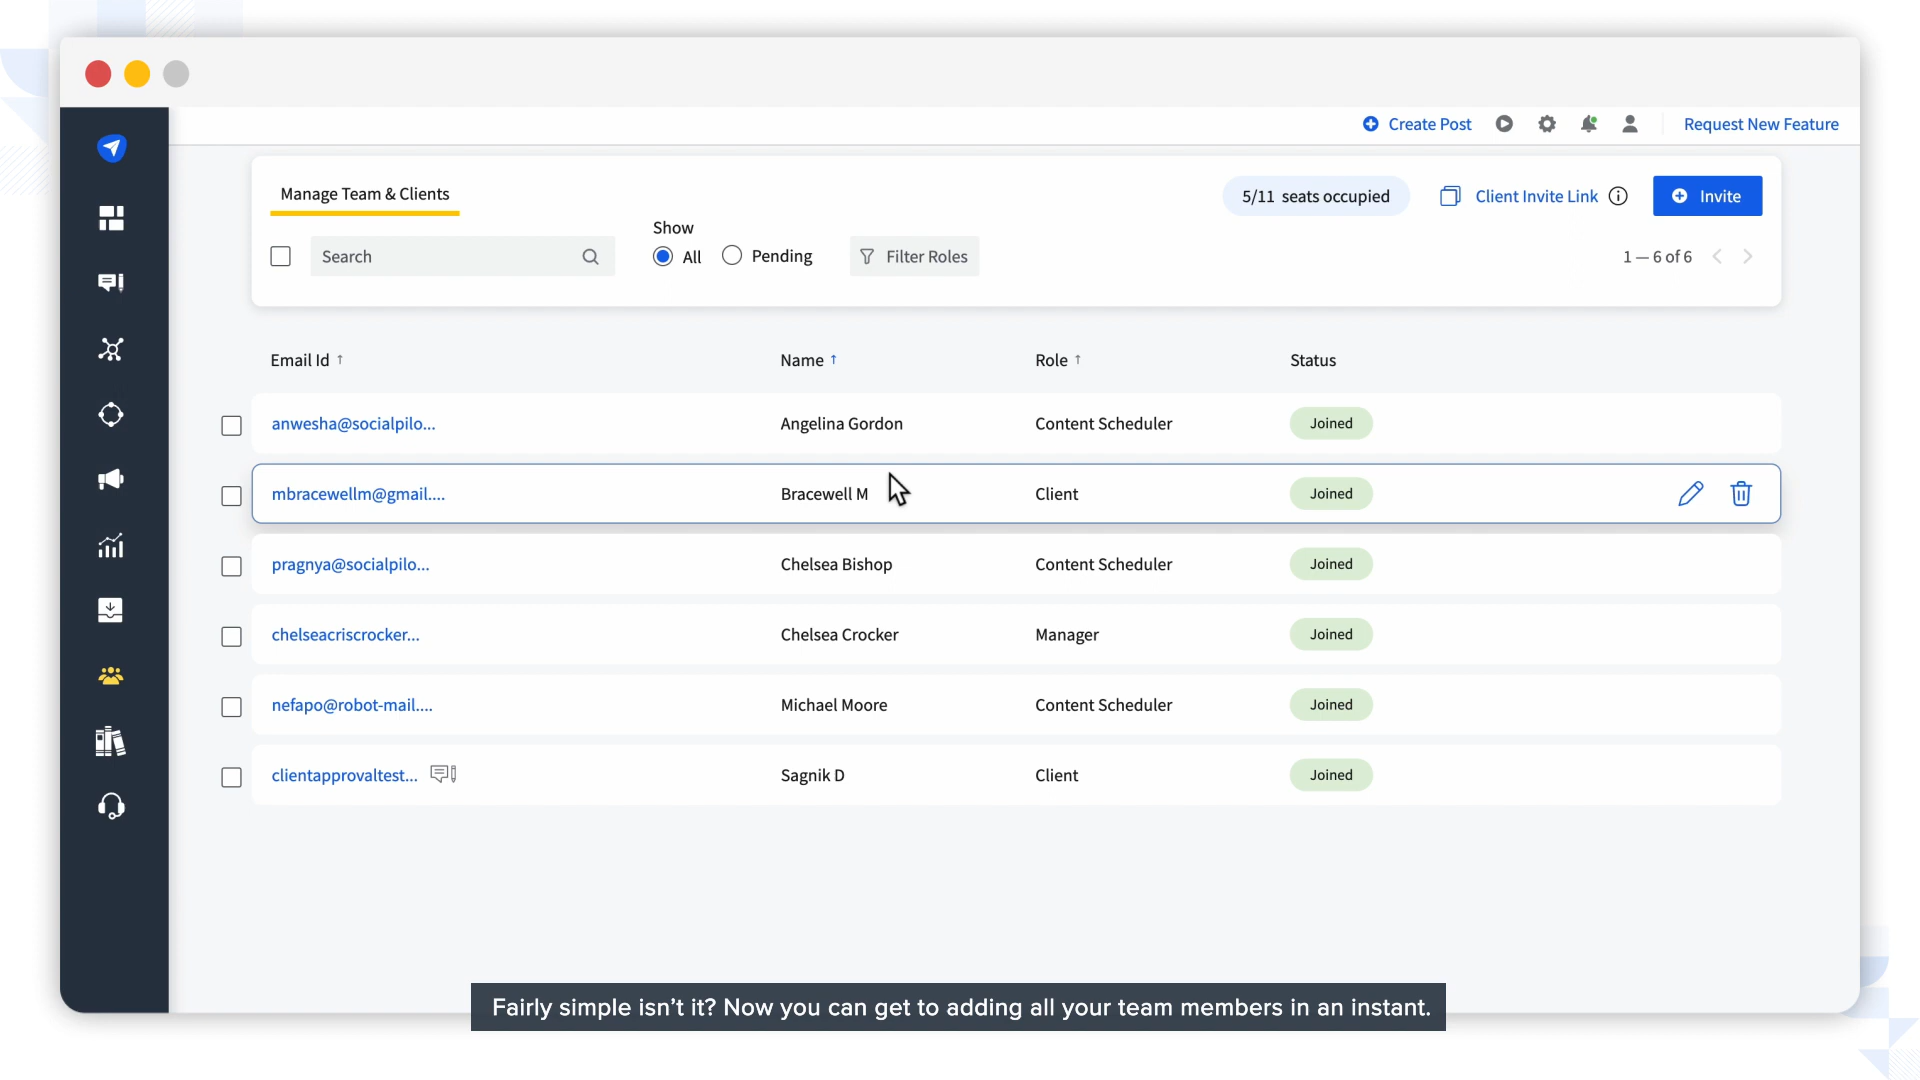 Create Post
Request New Feature
Manage Team & Clients
5/11 seats occupied
Client Invite Link
Invite
Search
Show
All
Pending
Filter Roles
1 — 6 of 6
Email Id ↑
Name ↑
Role ↑
Status
anwesha@socialpilo...
Angelina Gordon
Content Scheduler
Joined
mbracewellm@gmail....
Bracewell M
Client
Joined
pragnya@socialpilo...
Chelsea Bishop
Content Scheduler
Joined
chelseacriscrocker...
Chelsea Crocker
Manager
Joined
nefapo@robot-mail....
Michael Moore
Content Scheduler
Joined
clientapprovaltest...
Sagnik D
Client
Joined
Fairly simple isn’t it? Now you can get to adding all your team members in an instant.